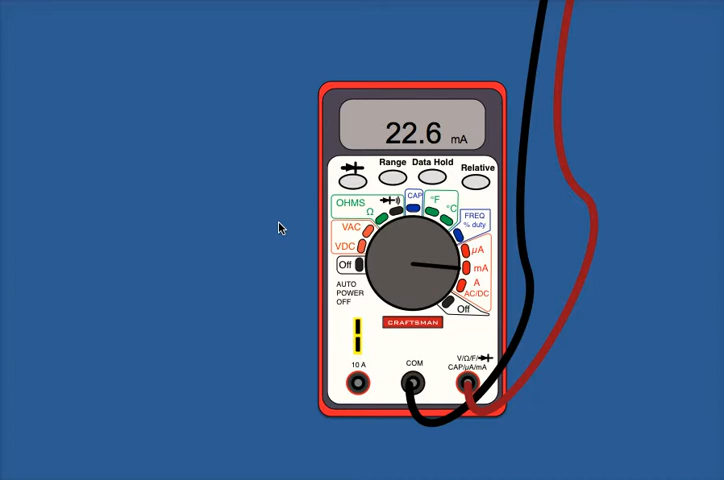 22.6 mA
Range Data Hold Relative
OHMS
Ω
CAP
°F
°C
FREQ
% duty
VAC
VDC
Off
µA
mA
A
AC/DC
Off
AUTO
POWER
OFF
CRAFTSMAN
10 A
COM
V/Ω/F/
CAP/µA/mA